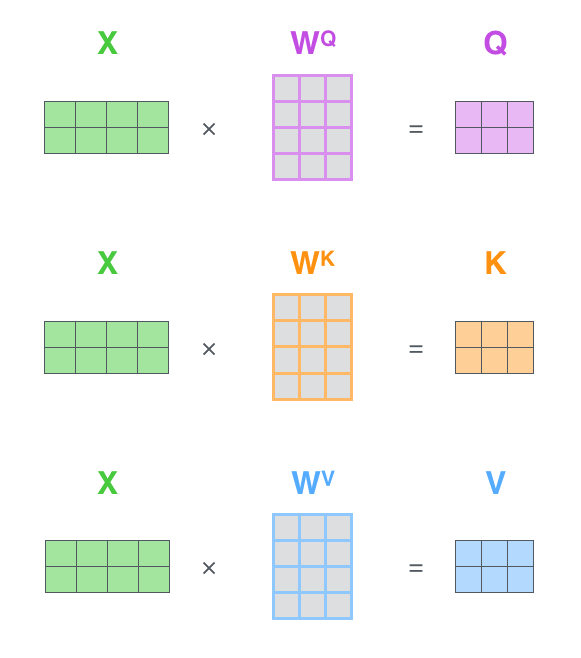 X W^Q Q
× =
X W^K K
× =
X W^V V
× =